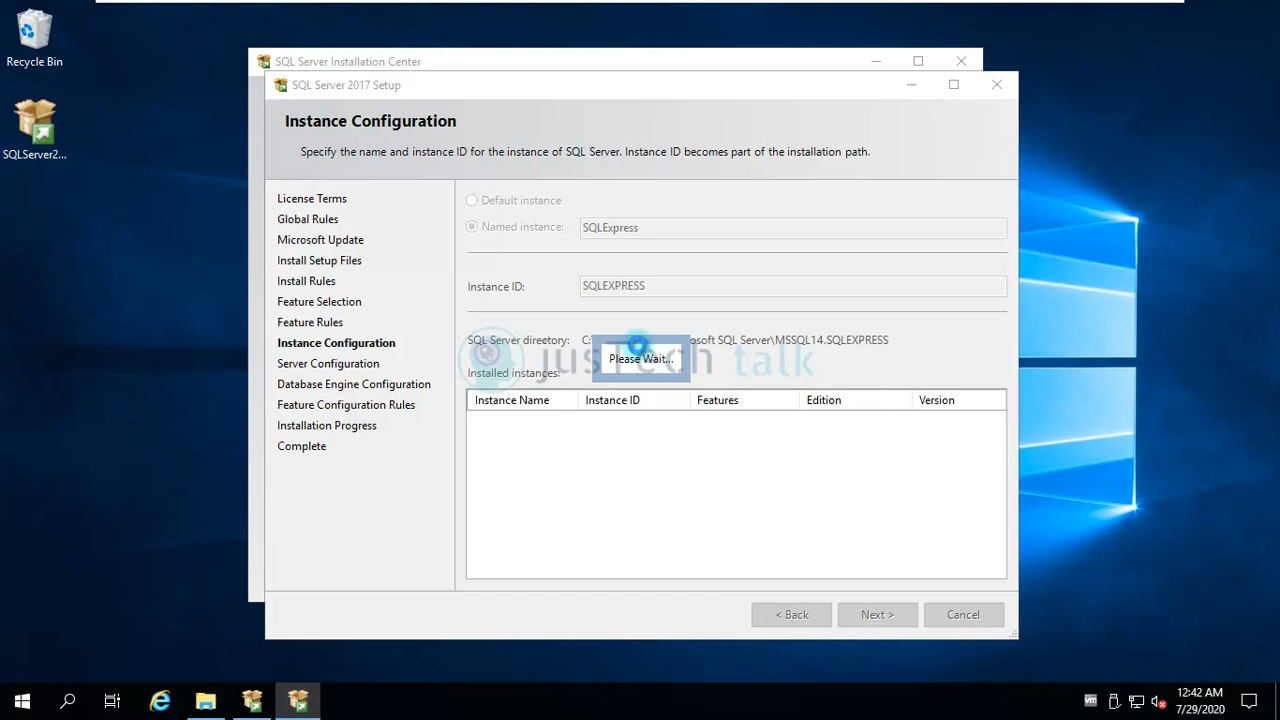 Recycle Bin
SQLServer2...
SQL Server Installation Center
SQL Server 2017 Setup
Instance Configuration
Specify the name and instance ID for the instance of SQL Server. Instance ID becomes part of the installation path.
License Terms
Global Rules
Microsoft Update
Install Setup Files
Install Rules
Feature Selection
Feature Rules
Instance Configuration
Server Configuration
Database Engine Configuration
Feature Configuration Rules
Installation Progress
Complete
Default instance
Named instance: SQLExpress
Instance ID: SQLEXPRESS
SQL Server directory: C:\ osoft SQL Server\MSSQL14.SQLEXPRESS
Please Wait...
jusTech talk
Installed instances:
Instance Name Instance ID Features Edition Version
< Back Next > Cancel
vm
12:42 AM
7/29/2020